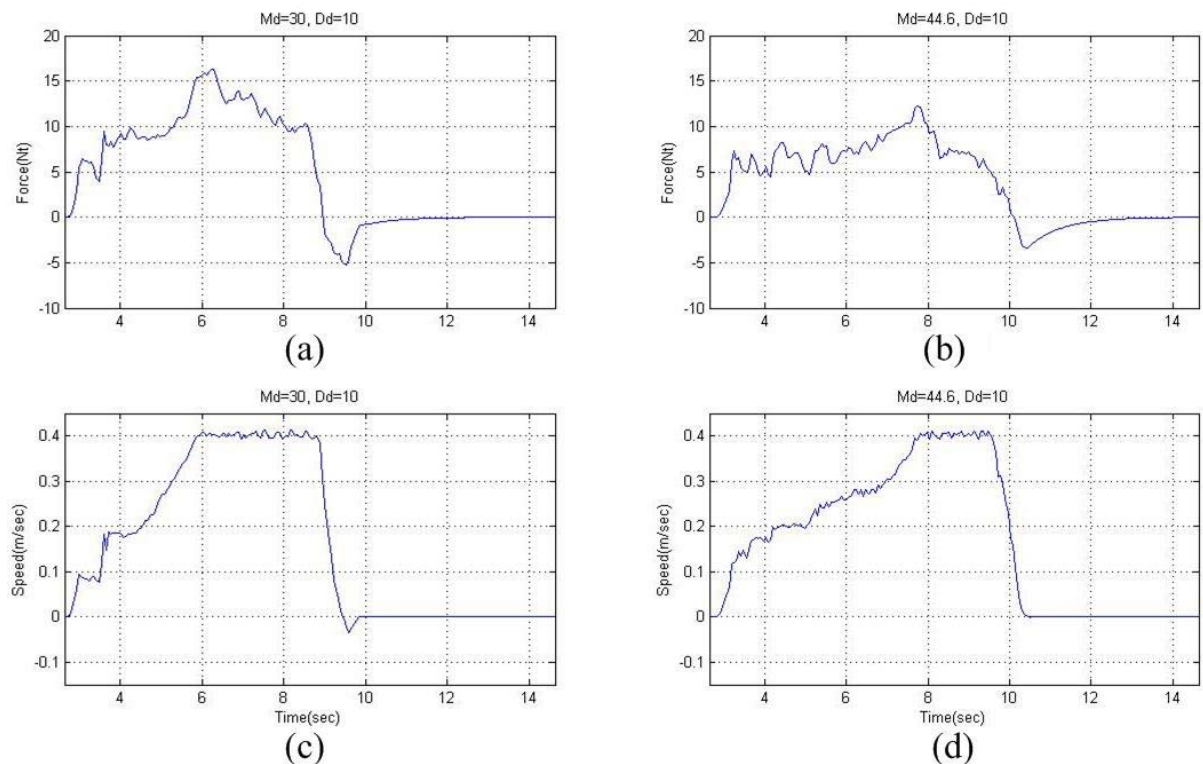 Md=30, Dd=10
Force(Nt)
20
15
10
5
0
-5
-10
4 6 8 10 12 14
(a)
Md=44.6, Dd=10
Force(Nt)
20
15
10
5
0
-5
-10
4 6 8 10 12 14
(b)
Md=30, Dd=10
Speed(m/sec)
0.4
0.3
0.2
0.1
0
-0.1
4 6 8 10 12 14
Time(sec)
(c)
Md=44.6, Dd=10
Speed(m/sec)
0.4
0.3
0.2
0.1
0
-0.1
4 6 8 10 12 14
Time(sec)
(d)